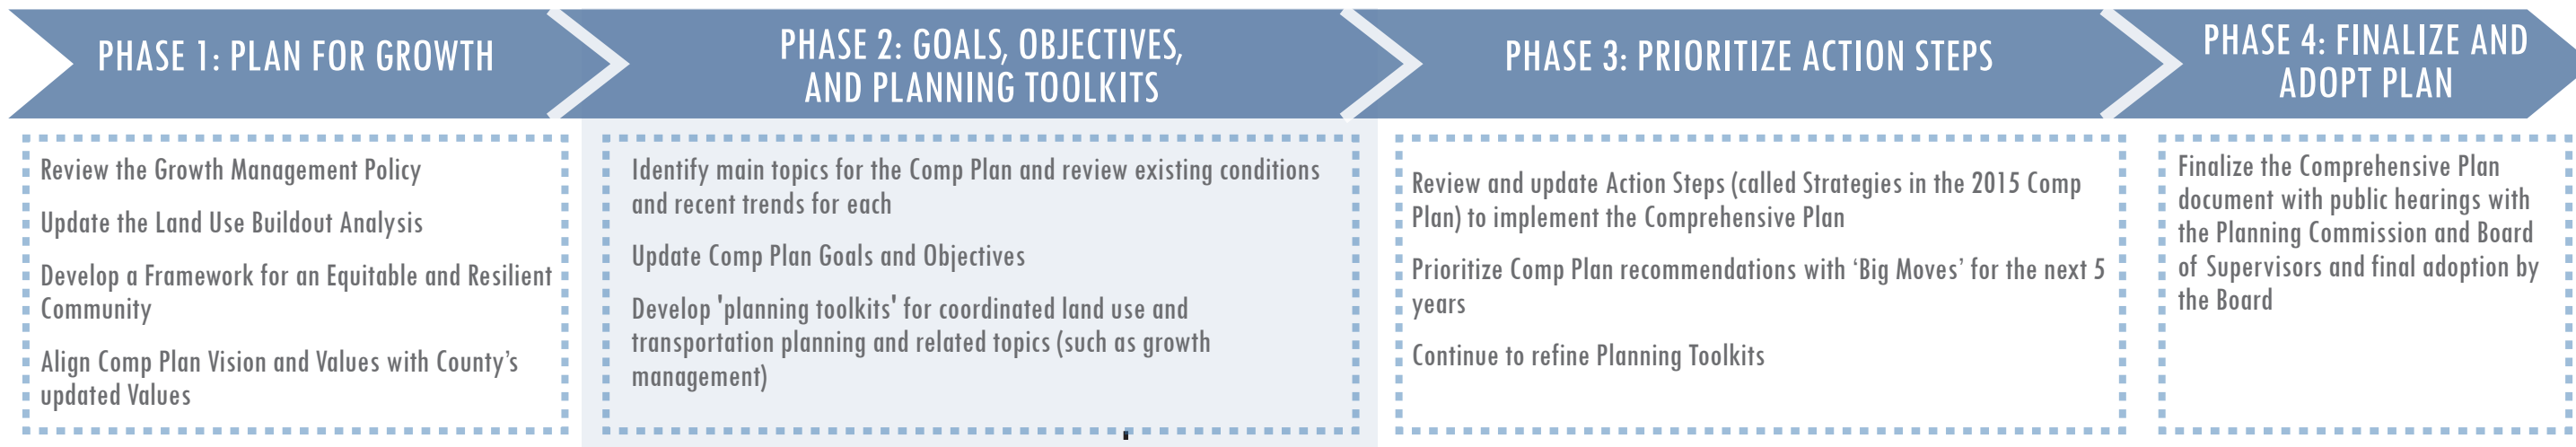 PHASE 1: PLAN FOR GROWTH
Review the Growth Management Policy
Update the Land Use Buildout Analysis
Develop a Framework for an Equitable and Resilient
Community
Align Comp Plan Vision and Values with County's
updated Values
PHASE 2: GOALS, OBJECTIVES,
AND PLANNING TOOLKITS
Identify main topics for the Comp Plan and review existing conditions
and recent trends for each
Update Comp Plan Goals and Objectives
Develop 'planning toolkits' for coordinated land use and
transportation planning and related topics (such as growth
management)
PHASE 3: PRIORITIZE ACTION STEPS
Review and update Action Steps (called Strategies in the 2015 Comp
Plan) to implement the Comprehensive Plan
Prioritize Comp Plan recommendations with ‘Big Moves’ for the next 5
years
Continue to refine Planning Toolkits
PHASE 4: FINALIZE AND
ADOPT PLAN
Finalize the Comprehensive Plan
document with public hearings with
the Planning Commission and Board
of Supervisors and final adoption by
the Board